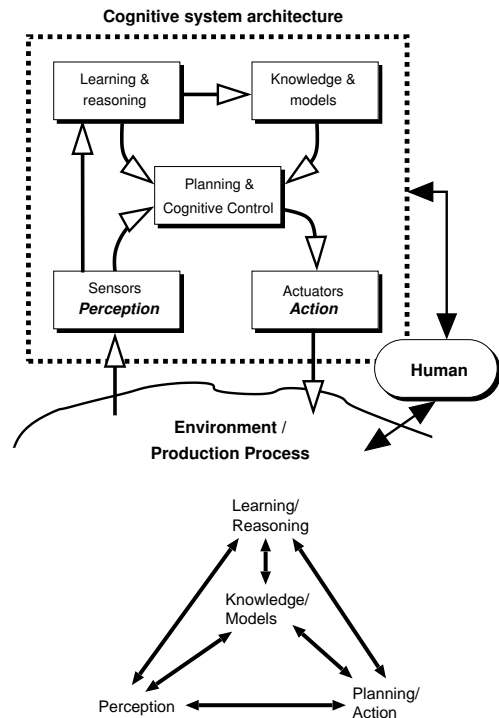 Cognitive system architecture
Learning &
reasoning
Knowledge &
models
Planning &
Cognitive Control
Sensors
Perception
Actuators
Action
Human
Environment /
Production Process
Learning/
Reasoning
Knowledge/
Models
Perception
Planning/
Action